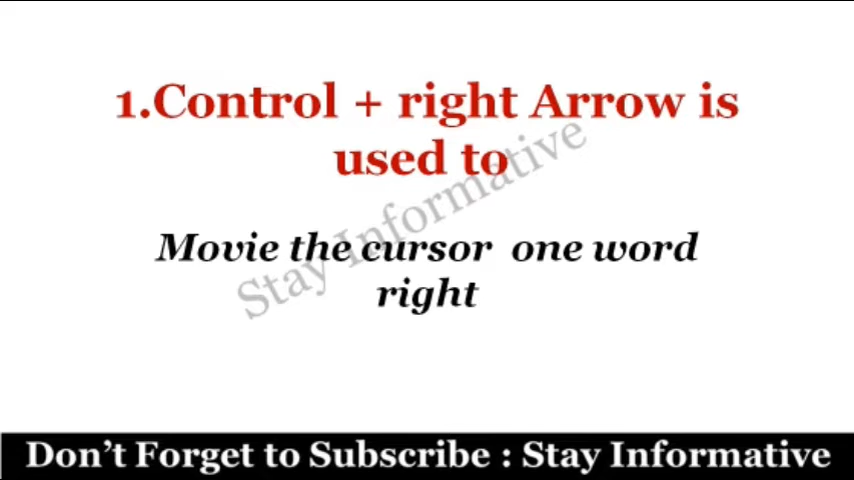 1.Control + right Arrow is
used to
Movie the cursor one word
right
Stay Informative
Don't Forget to Subscribe : Stay Informative